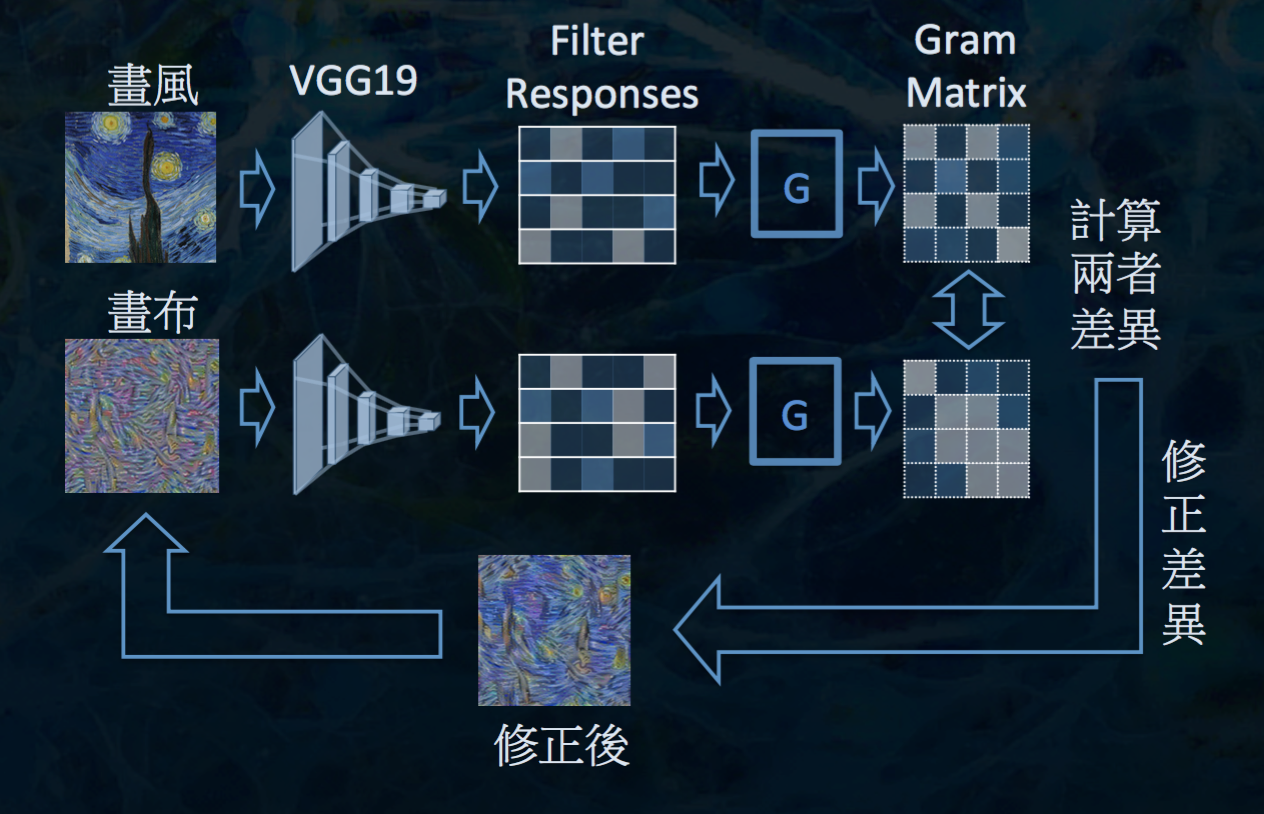 畫風
VGG19
Filter
Responses
Gram
Matrix
G
計算
兩者
差異
畫布
G
修正差異
修正後